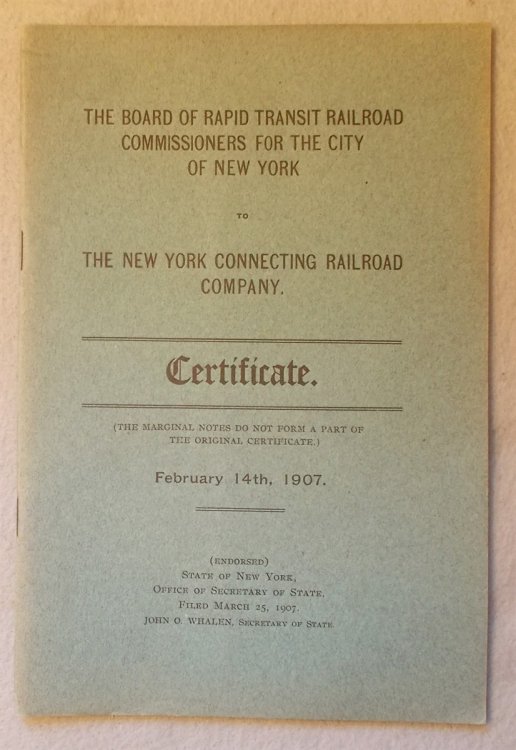 THE BOARD OF RAPID TRANSIT RAILROAD
COMMISSIONERS FOR THE CITY
OF NEW YORK
TO
THE NEW YORK CONNECTING RAILROAD
COMPANY.
Certificate.
(THE MARGINAL NOTES DO NOT FORM A PART OF
THE ORIGINAL CERTIFICATE.)
February 14th, 1907.
(ENDORSED)
STATE OF NEW YORK,
OFFICE OF SECRETARY OF STATE,
FILED MARCH 25, 1907.
JOHN O. WHALEN, SECRETARY OF STATE.